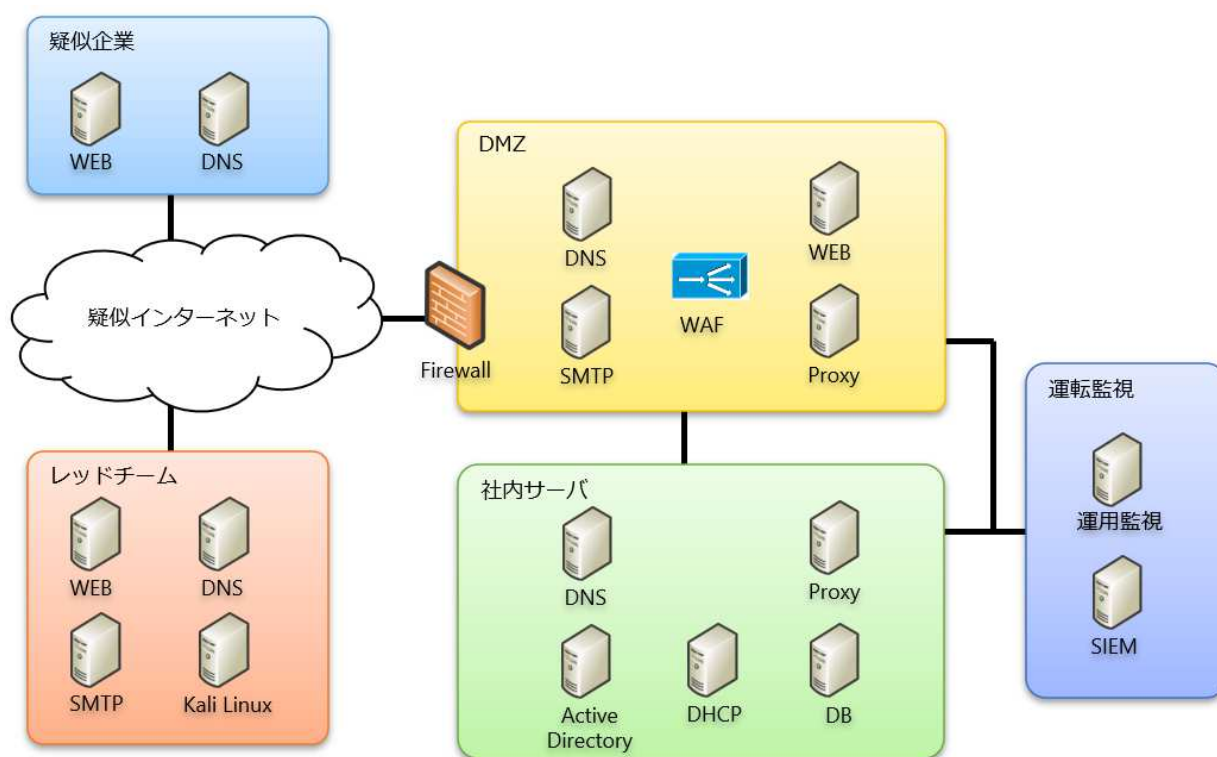 疑似企業
WEB
DNS
疑似インターネット
Firewall
レッドチーム
WEB
DNS
SMTP
Kali Linux
DMZ
DNS
WEB
WAF
SMTP
Proxy
社内サーバ
DNS
Proxy
Active
Directory
DHCP
DB
運転監視
運用監視
SIEM